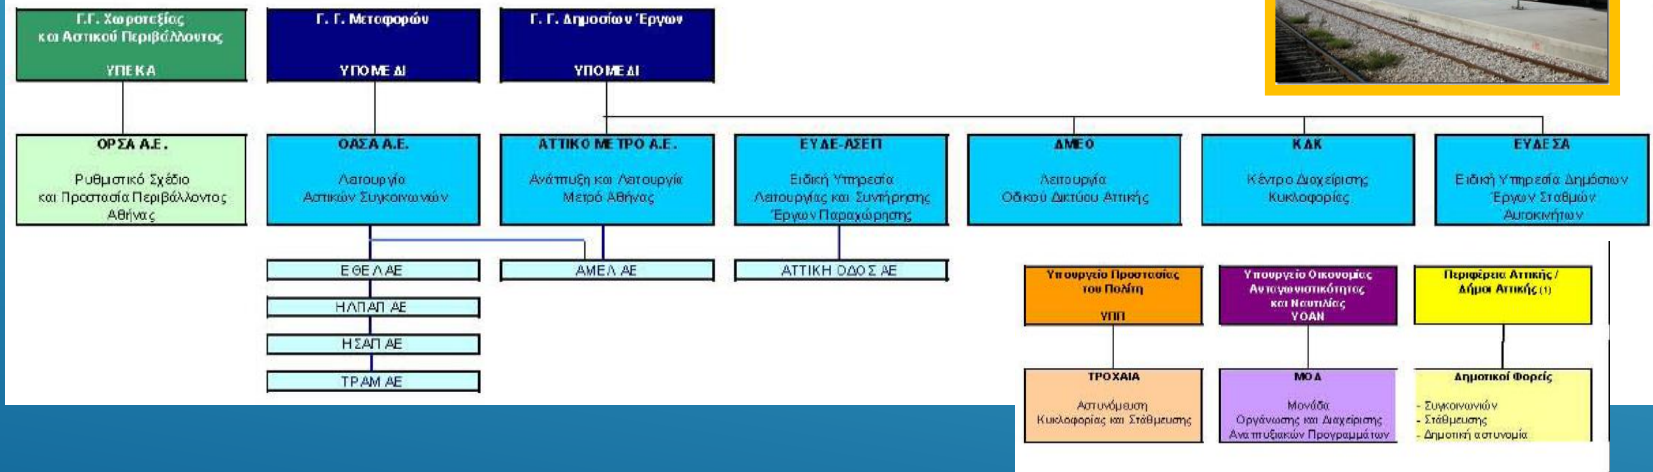 Γ.Γ. Χωροταξίας
και Αστικού Περιβάλλοντος
ΥΠΕΚΑ
Γ. Γ. Μεταφορών
ΥΠΟΜΕΔΙ
Γ. Γ. Δημοσίων Έργων
ΥΠΟΜΕΔΙ
ΟΡΣΑ Α.Ε.
Ρυθμιστικό Σχέδιο
και Προστασία Περιβάλλοντος
Αθήνας
ΟΑΣΑ Α.Ε.
Λειτουργία
Αστικών Συγκοινωνιών
ΑΤΤΙΚΟ ΜΕΤΡΟ Α.Ε.
Ανάπτυξη και Λειτουργία
Μετρό Αθήνας
ΕΥΔΕ-ΛΣΕΠ
Ειδική Υπηρεσία
Λειτουργίας και Συντήρησης
Έργων Παραχώρησης
ΔΜΕΟ
Λειτουργία
Οδικού Δικτύου Αττικής
ΚΔΚ
Κέντρο Διαχείρισης
Κυκλοφορίας
ΕΥΔΕ ΣΑ
Ειδική Υπηρεσία Δημόσιων
Έργων Σταθμών
Αυτοκινήτων
ΕΘΕΛ ΑΕ
ΗΛΠΑΠ ΑΕ
ΗΣΑΠ ΑΕ
ΤΡΑΜ ΑΕ
ΑΜΕΛ ΑΕ
ΑΤΤΙΚΗ ΟΔΟΣ ΑΕ
Υπουργείο Προστασίας
του Πολίτη
ΥΠΠ
Υπουργείο Οικονομίας
Ανταγωνιστικότητας
και Ναυτιλίας
ΥΟΑΝ
Περιφέρεια Αττικής /
Δήμοι Αττικής (1)
ΤΡΟΧΑΙΑ
Αστυνόμευση
Κυκλοφορίας και Στάθμευσης
ΜΟΔ
Μονάδα
Οργάνωσης και Διαχείρισης
Αναπτυξιακών Προγραμμάτων
Δημοτικοί Φορείς
- Συγκοινωνιών
- Στάθμευσης
- Δημοτική αστυνομία